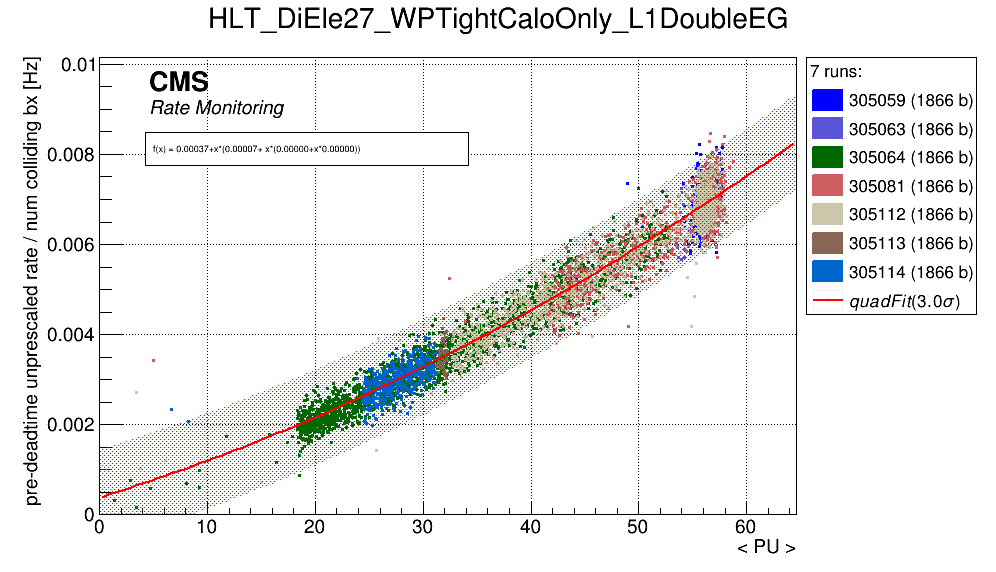 HLT_DiEle27_WPTightCaloOnly_L1DoubleEG
pre-deadtime unprescaled rate / num colliding bx [Hz]
0.01
0.008
0.006
0.004
0.002
0
CMS
Rate Monitoring
f(x) = 0.00037+x*(0.00007+ x*(0.00000+x*0.00000))
0 10 20 30 40 50 60
< PU >
7 runs:
305059 (1866 b)
305063 (1866 b)
305064 (1866 b)
305081 (1866 b)
305112 (1866 b)
305113 (1866 b)
305114 (1866 b)
quadFit(3.0σ)